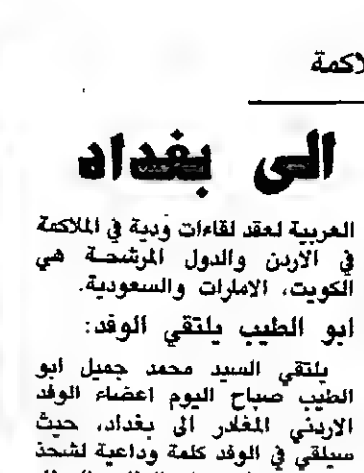 لاكمة
الى بغداد
العربية لعقد لقاءات ودية في الملاكمة
في الاردن والدول المرشحة هي
الكويت، الامارات والسعودية.
ابو الطيب يلتقي الوفد:
يلتقي السيد محمد جميل ابو
الطيب صباح اليوم اعضاء الوفد
الاردني المغادر الى بغداد، حيث
سيلقي في الوفد كلمة وداعية لشحذ